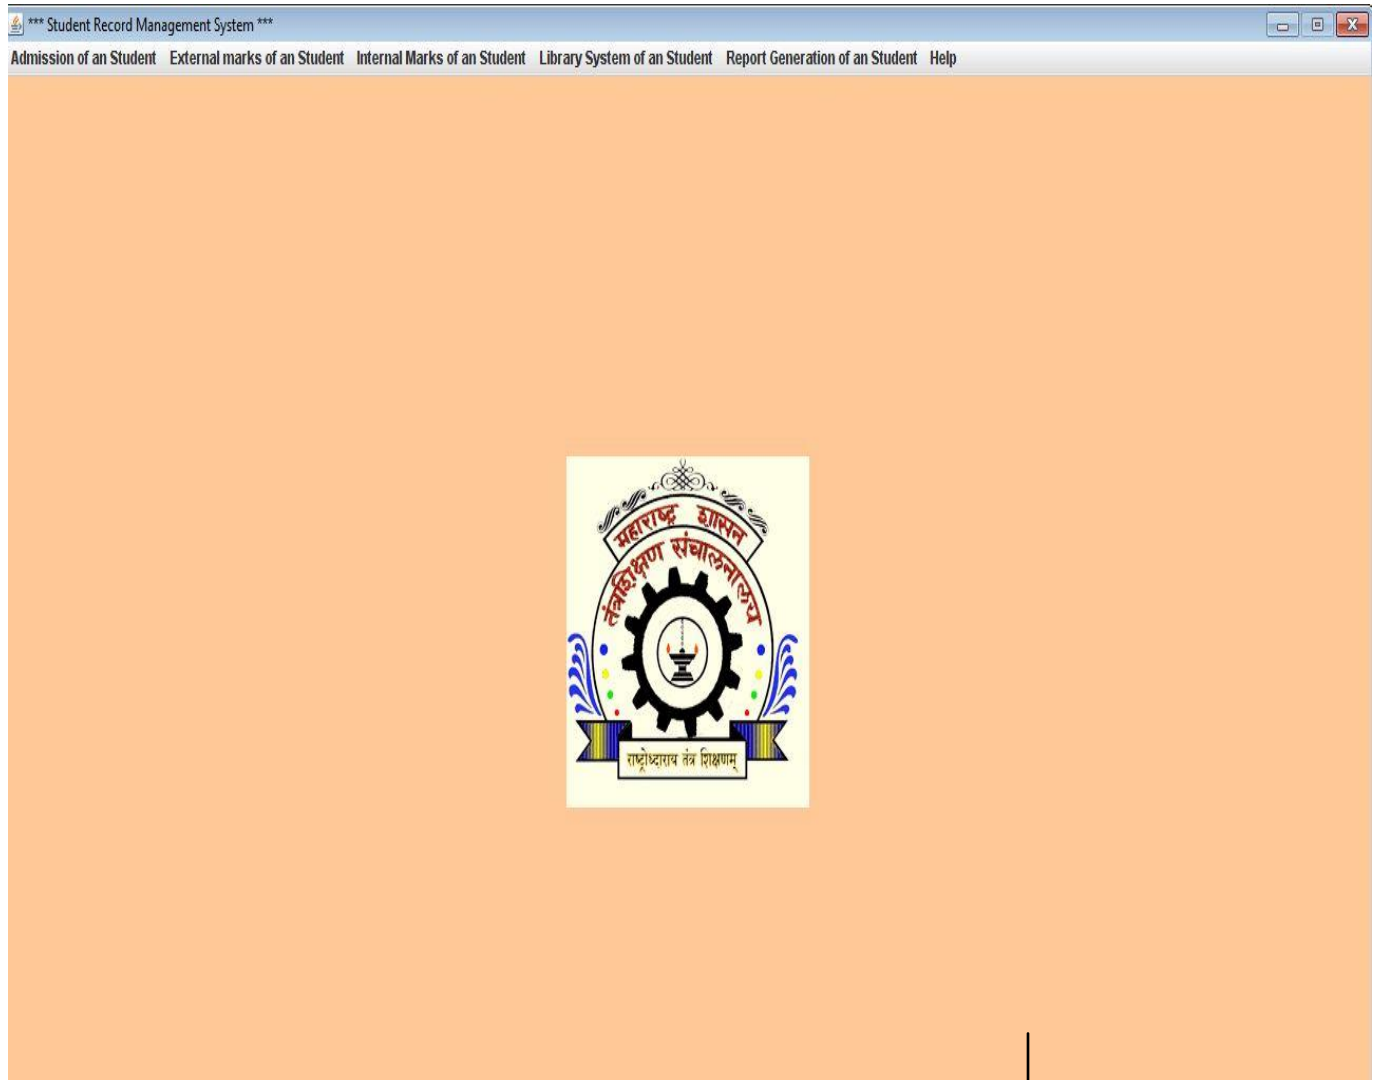 *** Student Record Management System ***
Admission of an Student External marks of an Student Internal Marks of an Student Library System of an Student Report Generation of an Student Help
महाराष्ट्र शासन
तंत्रशिक्षण संचालनालय
राष्ट्रोध्दाराय तंत्र शिक्षणम्